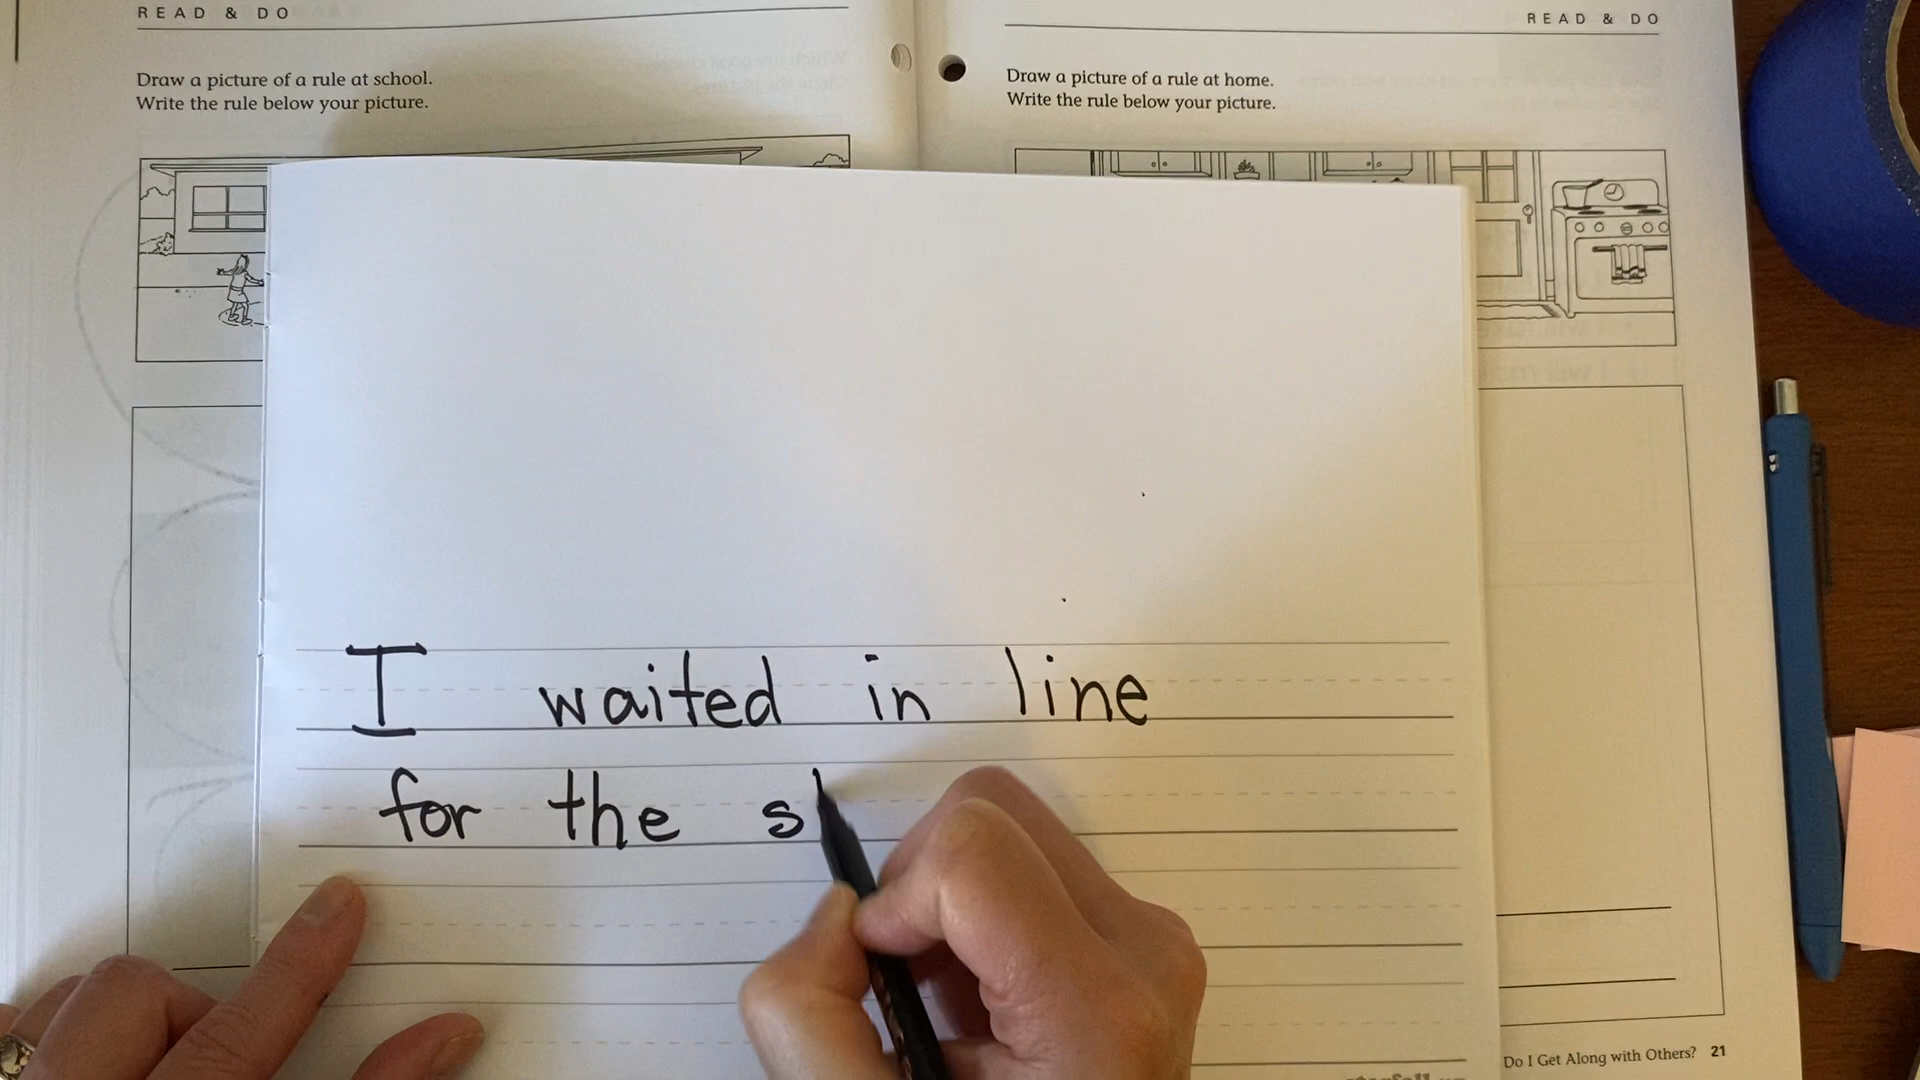 READ & DO
READ & DO
Draw a picture of a rule at school.
Write the rule below your picture.
Draw a picture of a rule at home.
Write the rule below your picture.
I waited in line
for the s
Do I Get Along with Others? 21